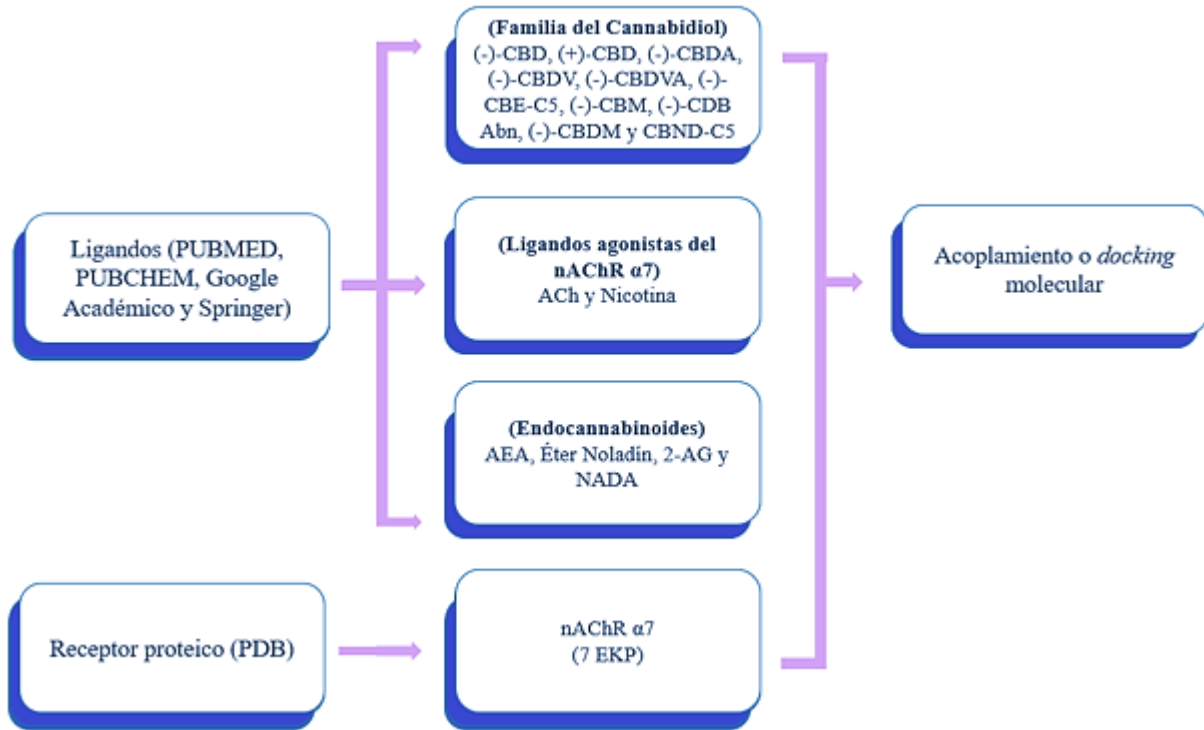 (Familia del Cannabidiol)
(-)-CBD, (+)-CBD, (-)-CBDA,
(-)-CBDV, (-)-CBDVA, (-)-
CBE-C5, (-)-CBM, (-)-CDB
Abn, (-)-CBDM y CBND-C5
Ligandos (PUBMED,
PUBCHEM, Google
Académico y Springer)
(Ligandos agonistas del
nAChR α7)
ACh y Nicotina
Acoplamiento o docking
molecular
(Endocannabinoides)
AEA, Éter Noladín, 2-AG y
NADA
Receptor proteico (PDB)
nAChR α7
(7 EKP)